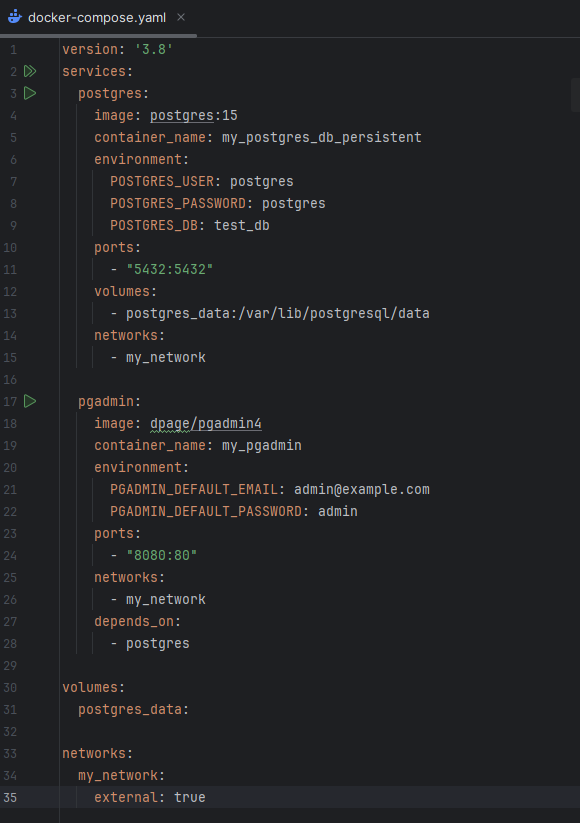 docker-compose.yaml ×
1 version: '3.8'
2 services:
3   postgres:
4     image: postgres:15
5     container_name: my_postgres_db_persistent
6     environment:
7       POSTGRES_USER: postgres
8       POSTGRES_PASSWORD: postgres
9       POSTGRES_DB: test_db
10     ports:
11       - "5432:5432"
12     volumes:
13       - postgres_data:/var/lib/postgresql/data
14     networks:
15       - my_network
16
17   pgadmin:
18     image: dpage/pgadmin4
19     container_name: my_pgadmin
20     environment:
21       PGADMIN_DEFAULT_EMAIL: admin@example.com
22       PGADMIN_DEFAULT_PASSWORD: admin
23     ports:
24       - "8080:80"
25     networks:
26       - my_network
27     depends_on:
28       - postgres
29
30 volumes:
31   postgres_data:
32
33 networks:
34   my_network:
35     external: true